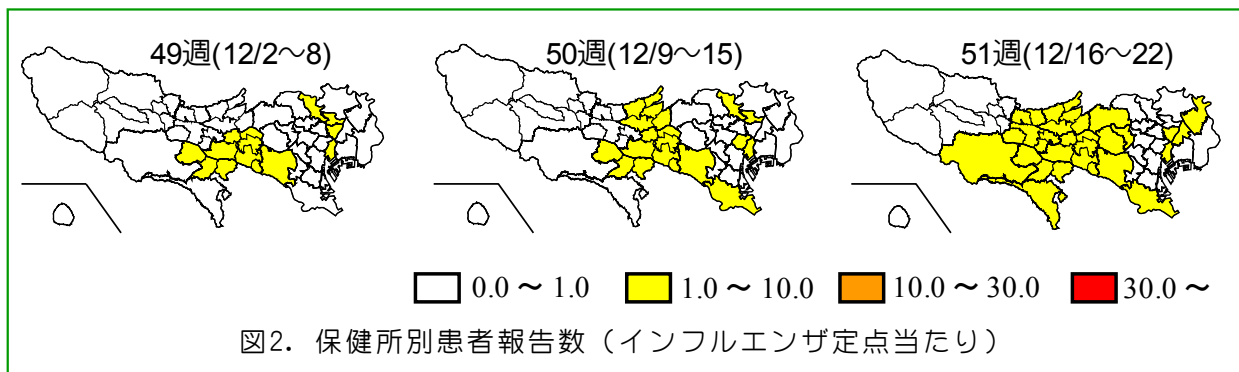 49週(12/2～8)
50週(12/9～15)
51週(12/16～22)
0.0 ～ 1.0
1.0 ～ 10.0
10.0 ～ 30.0
30.0 ～
図2. 保健所別患者報告数（インフルエンザ定点当たり）